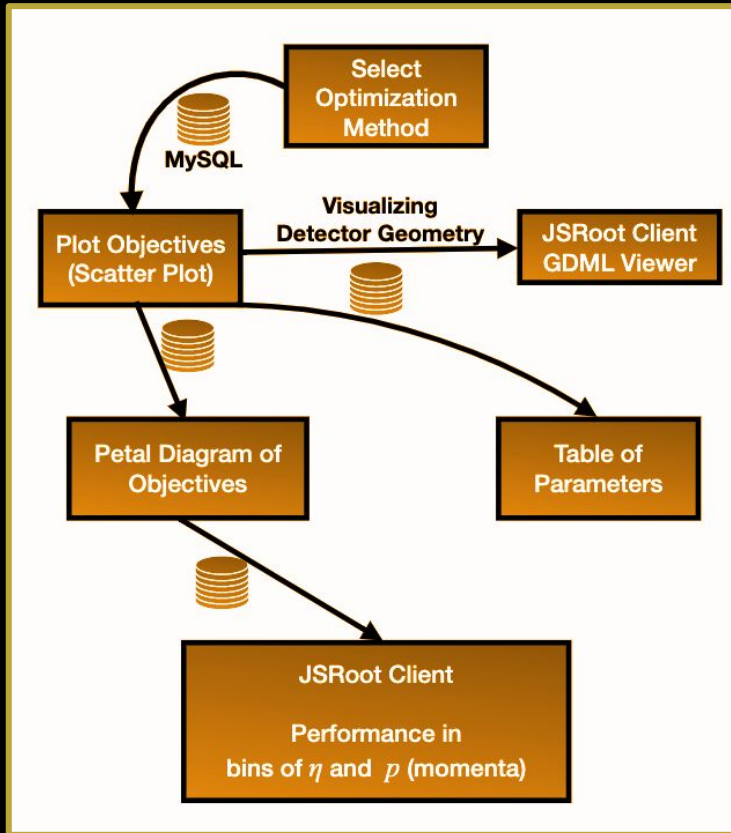 Select
Optimization
Method
MySQL
Visualizing
Detector Geometry
Plot Objectives
(Scatter Plot)
JSRoot Client
GDML Viewer
Petal Diagram of
Objectives
Table of
Parameters
JSRoot Client
Performance in
bins of η and p (momenta)